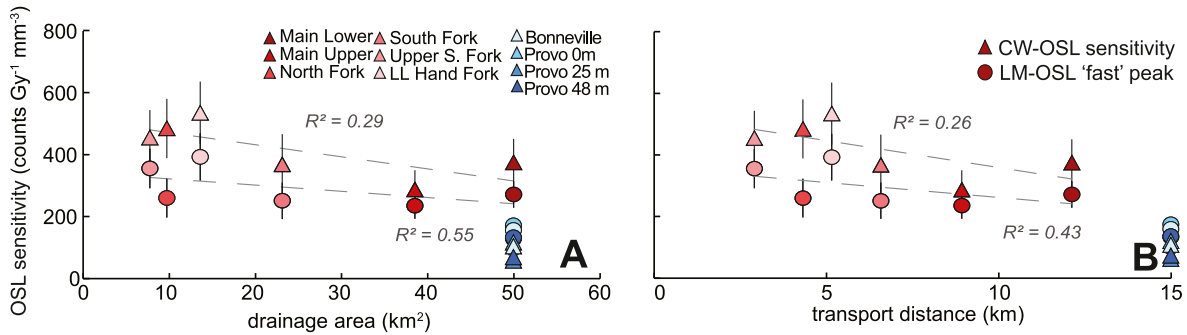 800
600
400
200
0
OSL sensitivity (counts Gy⁻¹ mm⁻³)
Main Lower South Fork Bonneville
Main Upper Upper S. Fork Provo 0m
North Fork LL Hand Fork Provo 25 m
Provo 48 m
R² = 0.29
R² = 0.55
A
0 10 20 30 40 50 60
drainage area (km²)
CW-OSL sensitivity
LM-OSL 'fast' peak
R² = 0.26
R² = 0.43
B
0 5 10 15
transport distance (km)